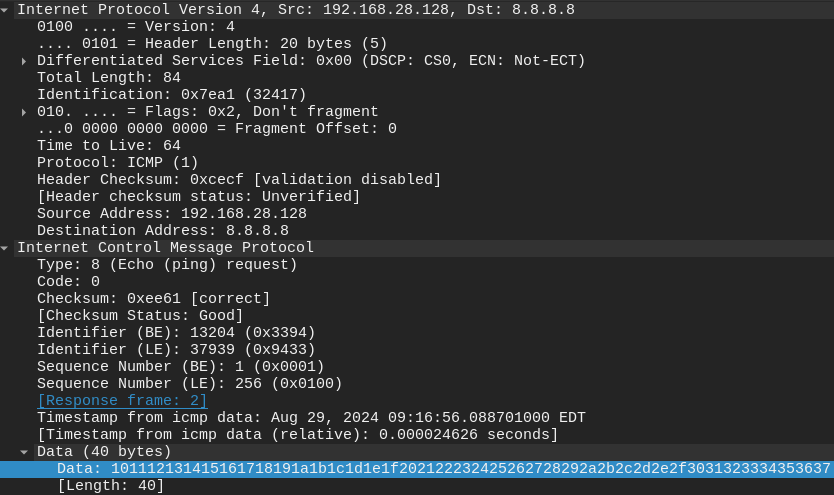 Internet Protocol Version 4, Src: 192.168.28.128, Dst: 8.8.8.8
0100 .... = Version: 4
.... 0101 = Header Length: 20 bytes (5)
Differentiated Services Field: 0x00 (DSCP: CS0, ECN: Not-ECT)
Total Length: 84
Identification: 0x7ea1 (32417)
010. .... = Flags: 0x2, Don't fragment
...0 0000 0000 0000 = Fragment Offset: 0
Time to Live: 64
Protocol: ICMP (1)
Header Checksum: 0xcecf [validation disabled]
[Header checksum status: Unverified]
Source Address: 192.168.28.128
Destination Address: 8.8.8.8
Internet Control Message Protocol
Type: 8 (Echo (ping) request)
Code: 0
Checksum: 0xee61 [correct]
[Checksum Status: Good]
Identifier (BE): 13204 (0x3394)
Identifier (LE): 37939 (0x9433)
Sequence Number (BE): 1 (0x0001)
Sequence Number (LE): 256 (0x0100)
[Response frame: 2]
Timestamp from icmp data: Aug 29, 2024 09:16:56.088701000 EDT
[Timestamp from icmp data (relative): 0.000024626 seconds]
Data (40 bytes)
Data: 101112131415161718191a1b1c1d1e1f202122232425262728292a2b2c2d2e2f3031323334353637
[Length: 40]